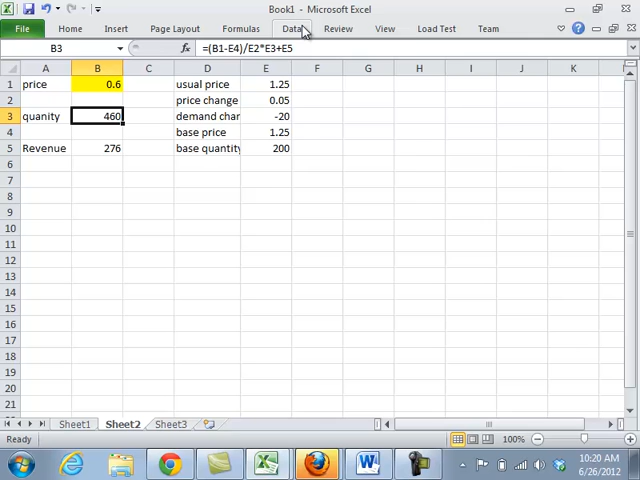 Book1 - Microsoft Excel
File Home Insert Page Layout Formulas Data Review View Load Test Team
B3 fx =(B1-E4)/E2*E3+E5
A B C D E F G H I J K
1 price 0.6 usual price 1.25
2 price change 0.05
3 quanity 460 demand chan -20
4 base price 1.25
5 Revenue 276 base quantity 200
6
7
8
9
10
11
12
13
14
15
16
17
18
19
20
21
Sheet1 Sheet2 Sheet3
Ready 100%
10:20 AM
6/26/2012